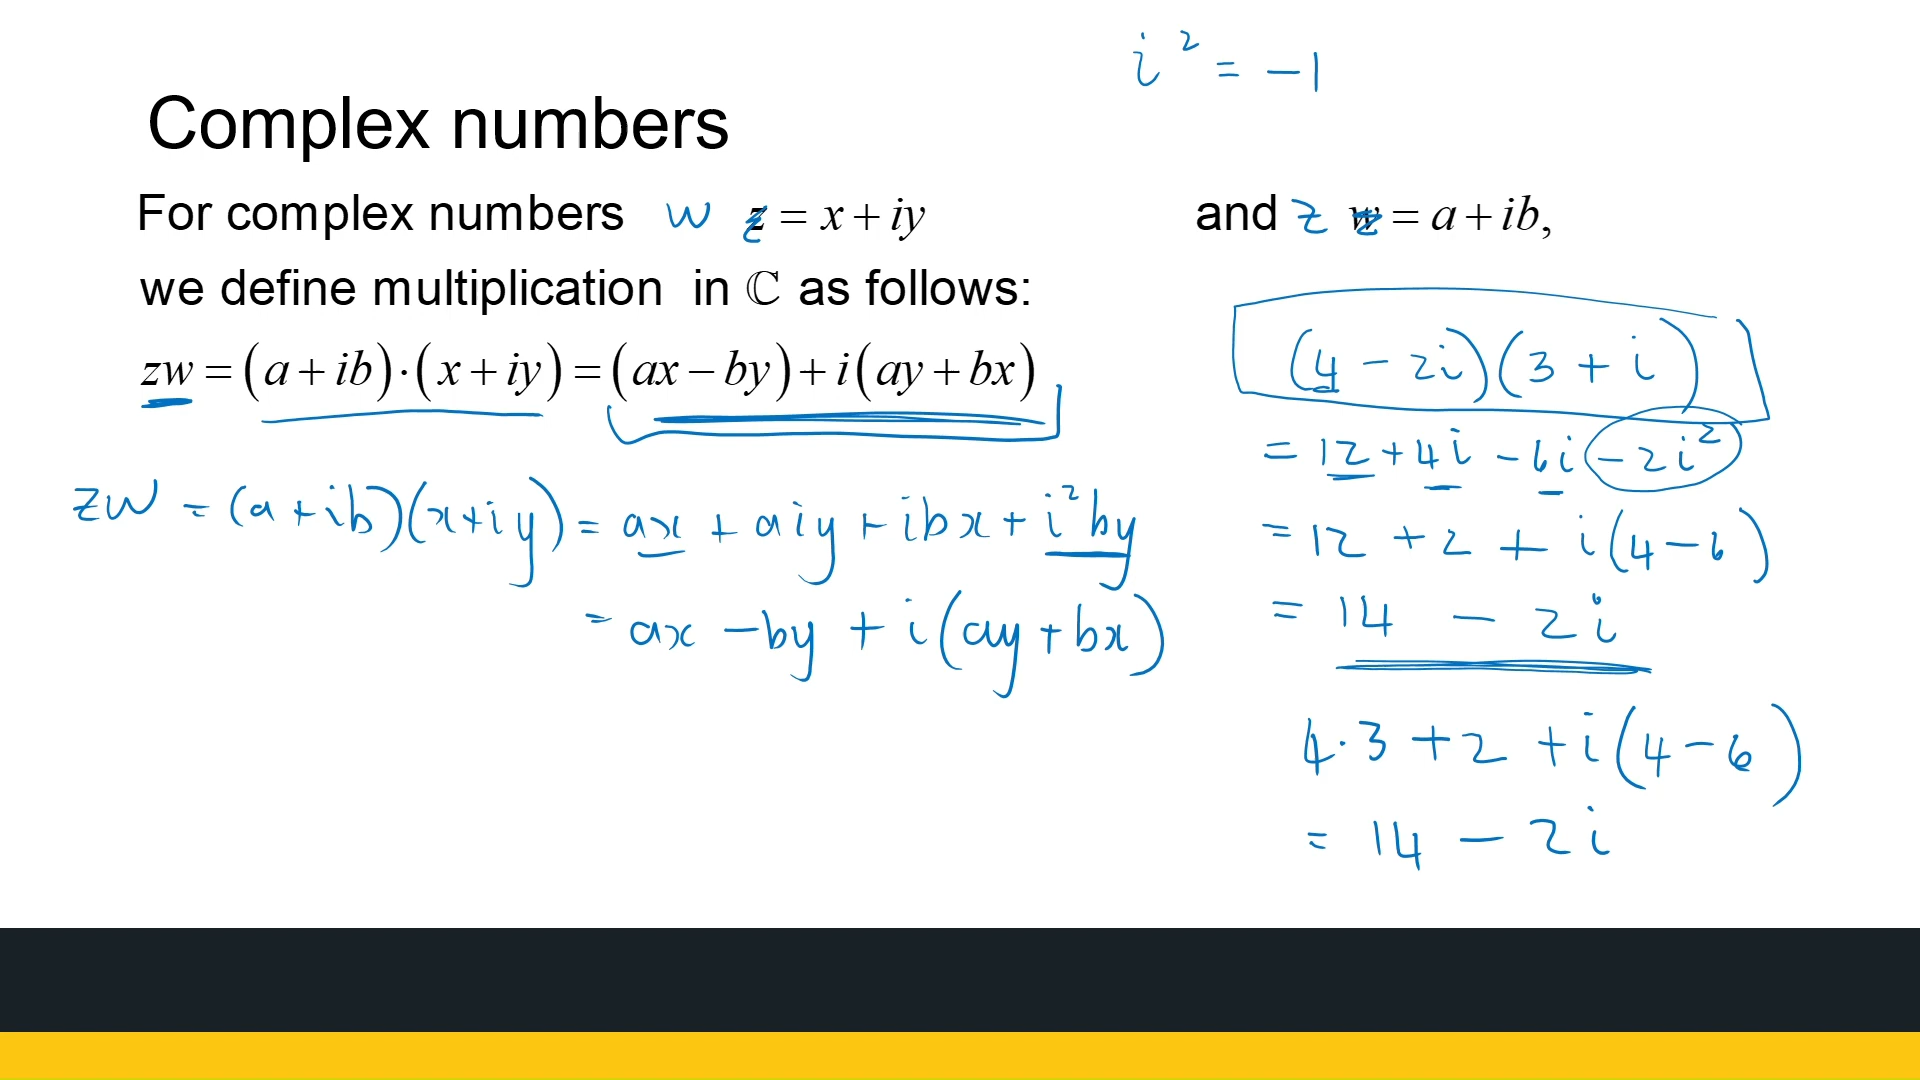 i² = -1
Complex numbers
For complex numbers w z = x + iy and z w = a + ib,
we define multiplication in ℂ as follows:
zw = (a + ib)·(x + iy) = (ax − by) + i(ay + bx)
zw = (a + ib)(x + iy) = ax + aiy + ibx + i²by
= ax − by + i(ay + bx)
(4 − 2i)(3 + i)
= 12 + 4i − 6i − 2i²
= 12 + 2 + i(4 − 6)
= 14 − 2i
4·3 + 2 + i(4 − 6)
= 14 − 2i